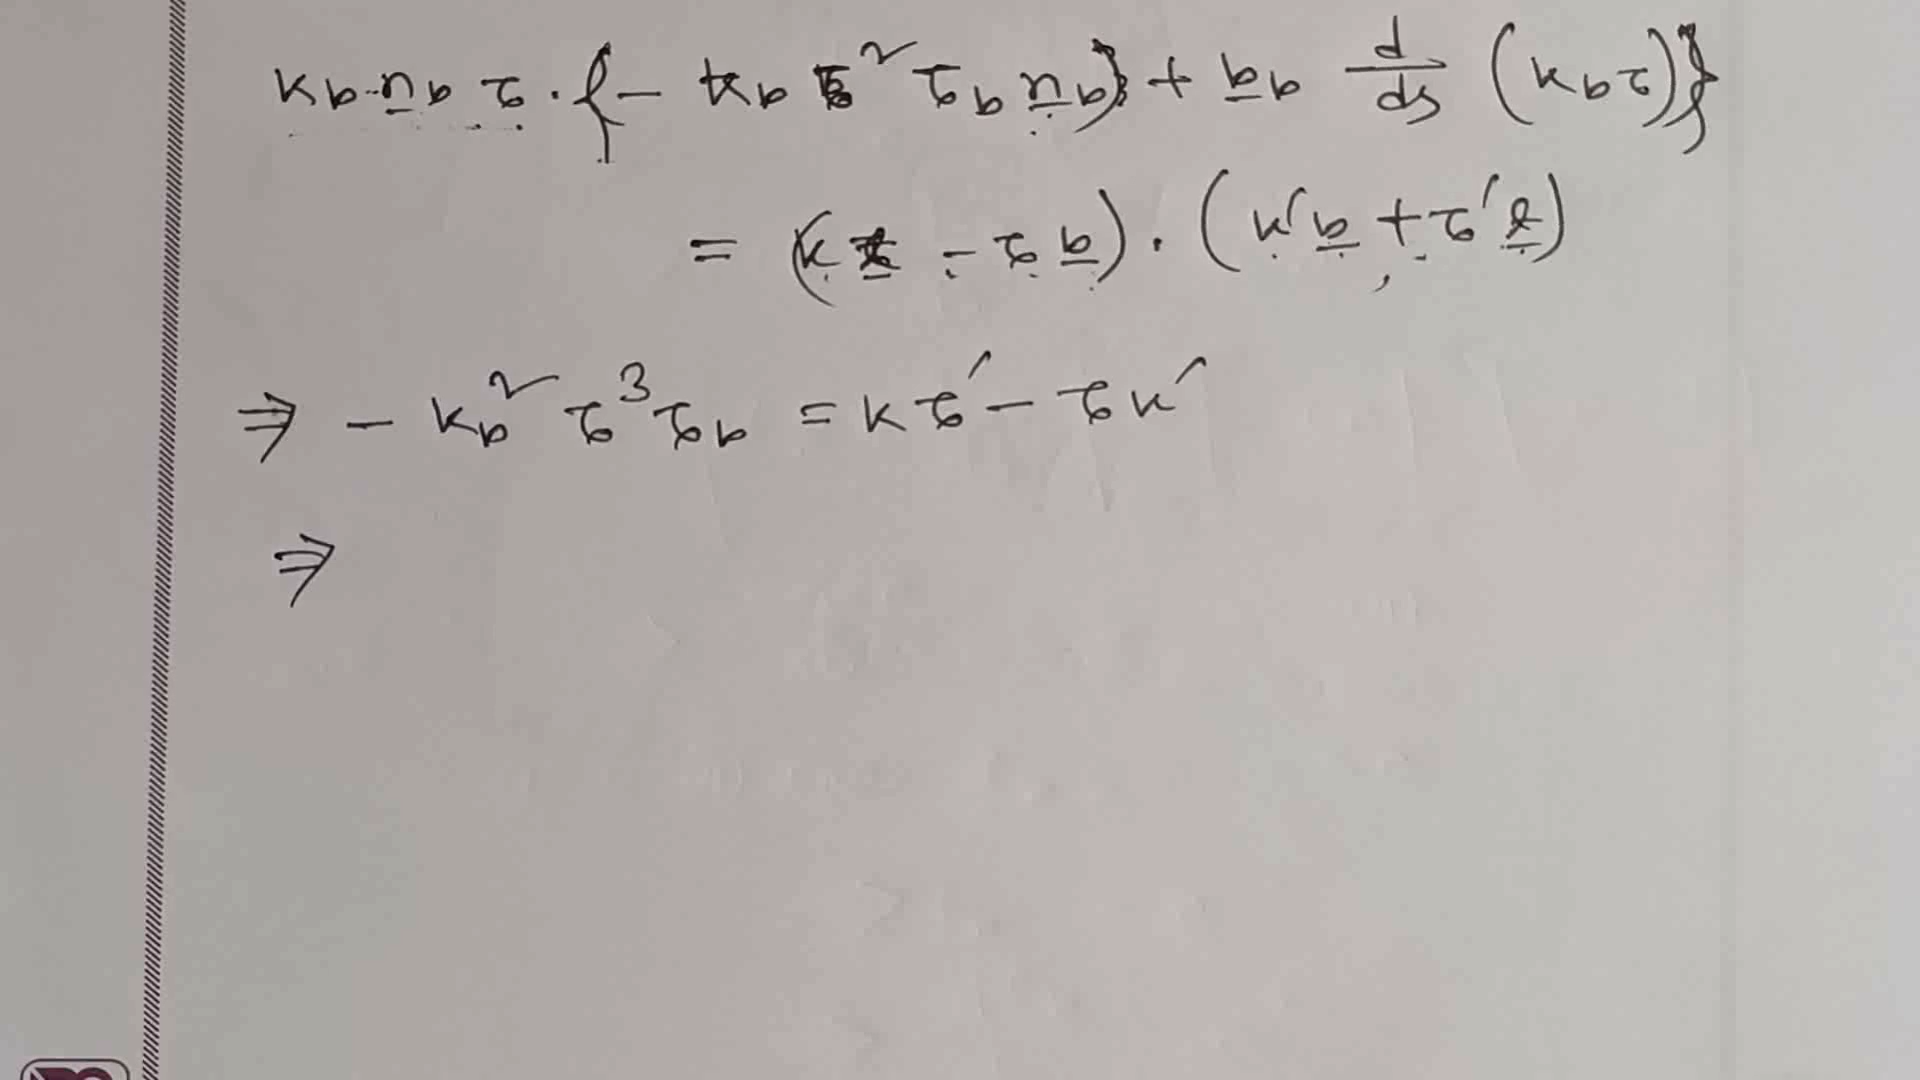 κ_b n_b τ · {− κ_b τ² τ_b n_b} + b_b d/ds (κ_b τ)}
= (κ t − τ b) · (κ' b + τ' t)
⇒ − κ_b² τ³ τ_b = κ τ' − τ κ'
⇒